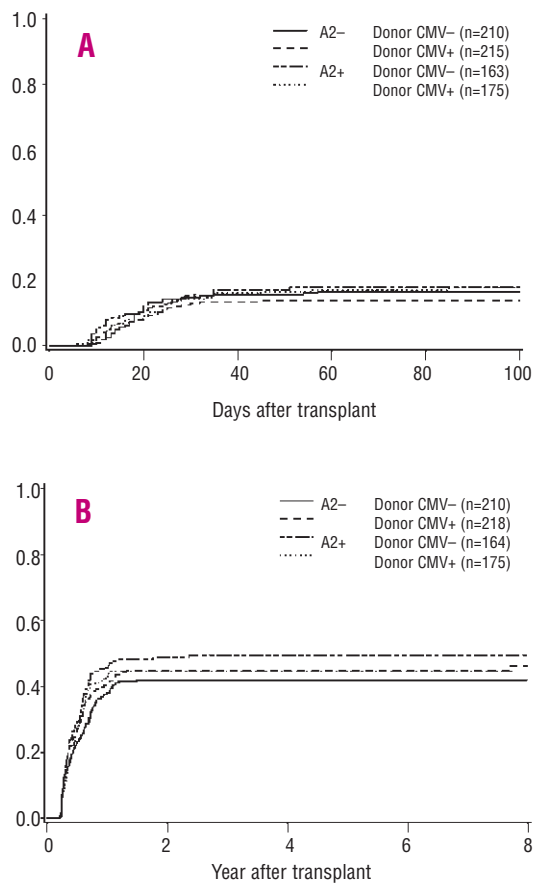 1.0
A
A2– Donor CMV– (n=210)
Donor CMV+ (n=215)
A2+ Donor CMV– (n=163)
Donor CMV+ (n=175)
0.8
0.6
0.4
0.2
0.0
0 20 40 60 80 100
Days after transplant
1.0
B
A2– Donor CMV– (n=210)
Donor CMV+ (n=218)
A2+ Donor CMV– (n=164)
Donor CMV+ (n=175)
0.8
0.6
0.4
0.2
0.0
0 2 4 6 8
Year after transplant